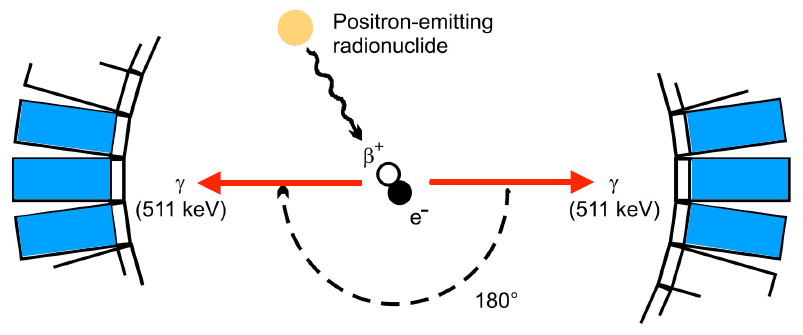 Positron-emitting
radionuclide
β+
γ
(511 keV)
γ
(511 keV)
e-
180°